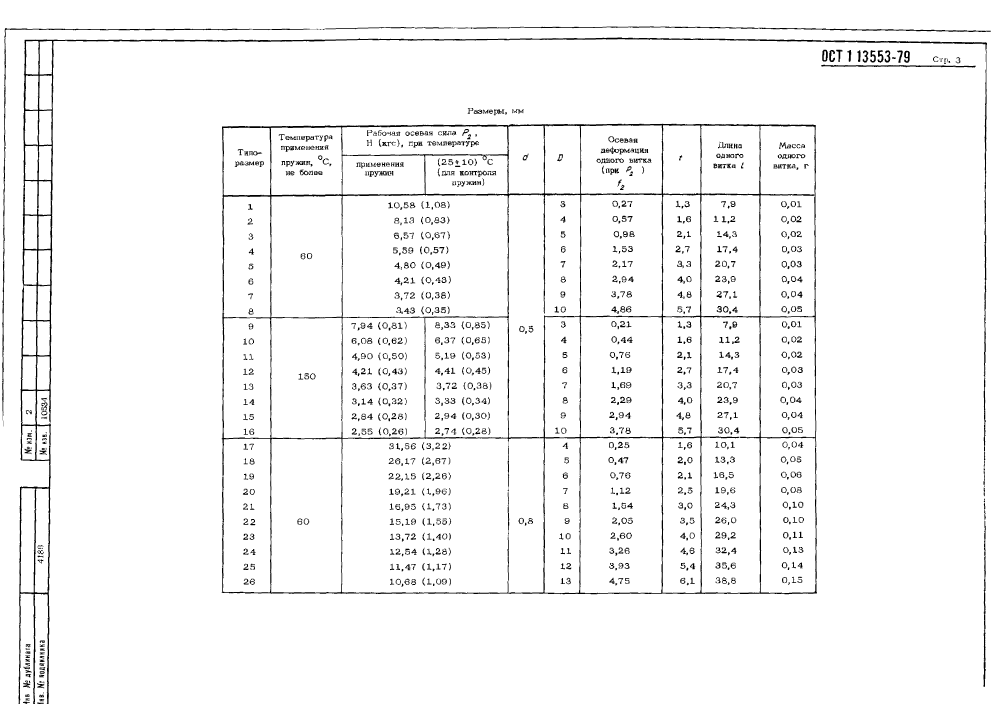 ОСТ 1 13553-79 Стр. 3
Размеры, мм
Типо-размер | Температура применения пружин, °С, не более | Рабочая осевая сила P₂, Н (кгс), при температуре | d | D | Осевая деформация одного витка (при P₂) f₂ | t | Длина одного витка l | Масса одного витка, г
применения пружин | (25±10) °С (для контроля пружин)
1 | 60 | 10,58 (1,08) | 0,5 | 3 | 0,27 | 1,3 | 7,9 | 0,01
2 | 8,13 (0,83) | 4 | 0,57 | 1,6 | 11,2 | 0,02
3 | 6,57 (0,67) | 5 | 0,98 | 2,1 | 14,3 | 0,02
4 | 5,59 (0,57) | 6 | 1,53 | 2,7 | 17,4 | 0,03
5 | 4,80 (0,49) | 7 | 2,17 | 3,3 | 20,7 | 0,03
6 | 4,21 (0,43) | 8 | 2,94 | 4,0 | 23,9 | 0,04
7 | 3,72 (0,38) | 9 | 3,78 | 4,8 | 27,1 | 0,04
8 | 3,43 (0,35) | 10 | 4,86 | 5,7 | 30,4 | 0,05
9 | 150 | 7,94 (0,81) | 8,33 (0,85) | 3 | 0,21 | 1,3 | 7,9 | 0,01
10 | 6,08 (0,62) | 6,37 (0,65) | 4 | 0,44 | 1,6 | 11,2 | 0,02
11 | 4,90 (0,50) | 5,19 (0,53) | 5 | 0,76 | 2,1 | 14,3 | 0,02
12 | 4,21 (0,43) | 4,41 (0,45) | 6 | 1,19 | 2,7 | 17,4 | 0,03
13 | 3,63 (0,37) | 3,72 (0,38) | 7 | 1,69 | 3,3 | 20,7 | 0,03
14 | 3,14 (0,32) | 3,33 (0,34) | 8 | 2,29 | 4,0 | 23,9 | 0,04
15 | 2,84 (0,28) | 2,94 (0,30) | 9 | 2,94 | 4,8 | 27,1 | 0,04
16 | 2,55 (0,26) | 2,74 (0,28) | 10 | 3,78 | 5,7 | 30,4 | 0,05
17 | 60 | 31,56 (3,22) | 0,8 | 4 | 0,25 | 1,6 | 10,1 | 0,04
18 | 26,17 (2,67) | 5 | 0,47 | 2,0 | 13,3 | 0,05
19 | 22,15 (2,26) | 6 | 0,76 | 2,1 | 16,5 | 0,06
20 | 19,21 (1,96) | 7 | 1,12 | 2,5 | 19,6 | 0,08
21 | 16,95 (1,73) | 8 | 1,54 | 3,0 | 24,3 | 0,10
22 | 15,19 (1,55) | 9 | 2,05 | 3,5 | 26,0 | 0,10
23 | 13,72 (1,40) | 10 | 2,60 | 4,0 | 29,2 | 0,11
24 | 12,54 (1,28) | 11 | 3,26 | 4,6 | 32,4 | 0,13
25 | 11,47 (1,17) | 12 | 3,93 | 5,4 | 35,6 | 0,14
26 | 10,68 (1,09) | 13 | 4,75 | 6,1 | 38,8 | 0,15
№ изм. 2
№ изв. 10534
4186
Инв. № дубликата
Инв. № подлинника